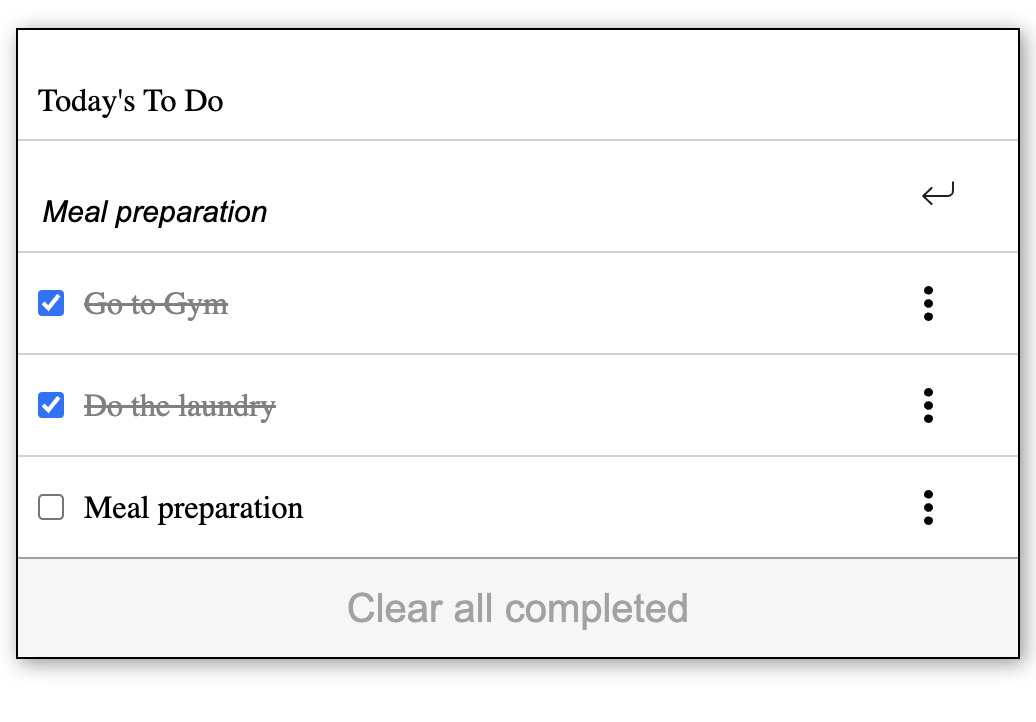 Today's To Do
Meal preparation
Go to Gym
Do the laundry
Meal preparation
Clear all completed